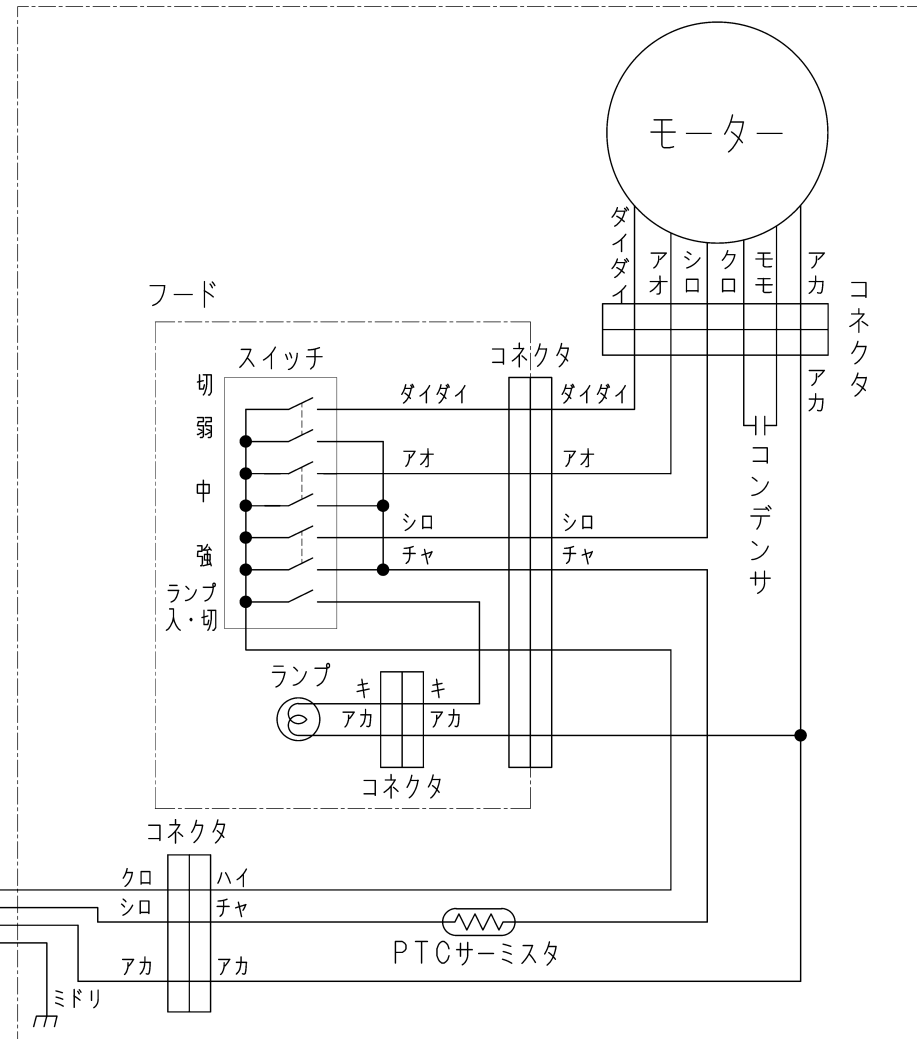 モーター
ダイダイ
アオ
シロ
クロ
モモ
アカ
コネクタ
フード
スイッチ
コネクタ
切
ダイダイ
ダイダイ
アカ
弱
アオ
アオ
コンデンサ
中
シロ
シロ
強
チャ
チャ
ランプ
入・切
ランプ
キ
キ
アカ
アカ
コネクタ
コネクタ
クロ
ハイ
シロ
チャ
PTCサーミスタ
アカ
アカ
ミドリ